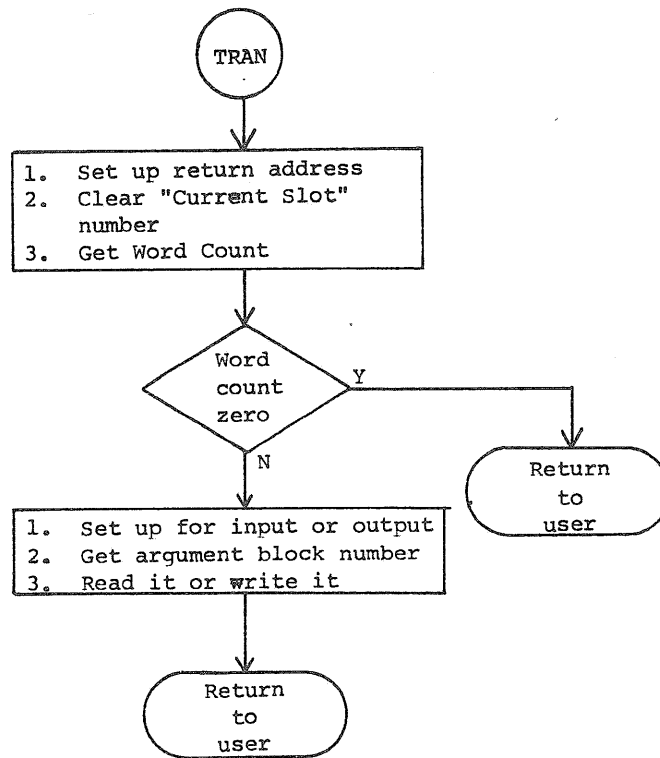 TRAN
1. Set up return address
2. Clear "Current Slot"
number
3. Get Word Count
Word
count
zero
Y
N
Return
to
user
1. Set up for input or output
2. Get argument block number
3. Read it or write it
Return
to
user